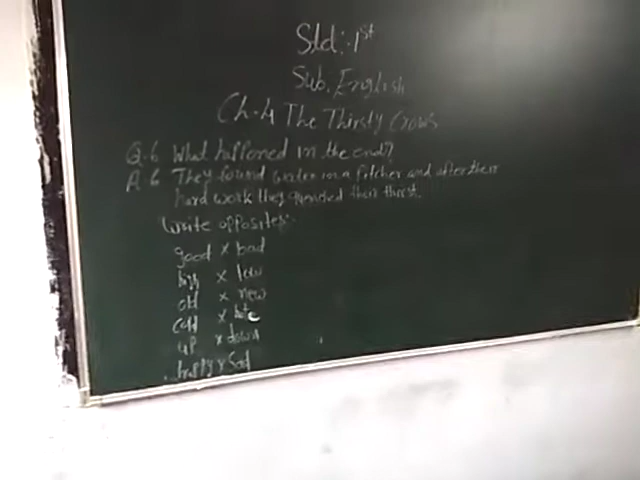 Std:- 1st
Sub. English
Ch.4 The Thirsty Crows
Q.6 What happened in the end?
A.6 They found water in a pitcher and after their
hard work they quenched their thirst.
Write opposites:-
good x bad
x low
old x new
cold x
up x down
happy x Sad